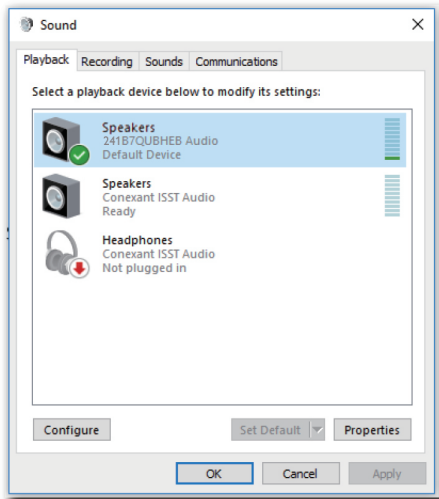 Sound
Playback Recording Sounds Communications
Select a playback device below to modify its settings:
Speakers
241B7QUBHEB Audio
Default Device
Speakers
Conexant ISST Audio
Ready
Headphones
Conexant ISST Audio
Not plugged in
Configure Set Default Properties
OK Cancel Apply